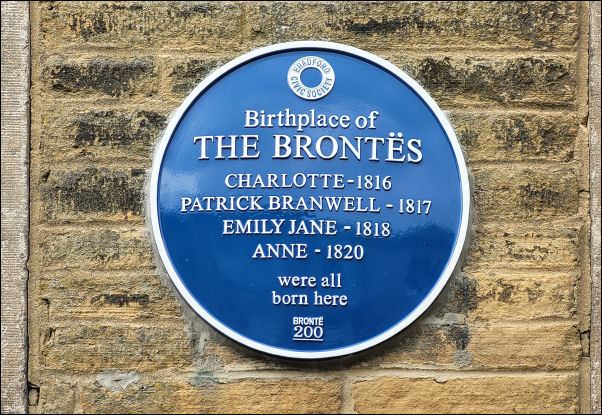 BRADFORD
CIVIC SOCIETY
Birthplace of
THE BRONTËS
CHARLOTTE - 1816
PATRICK BRANWELL - 1817
EMILY JANE - 1818
ANNE - 1820
were all
born here
BRONTË
200